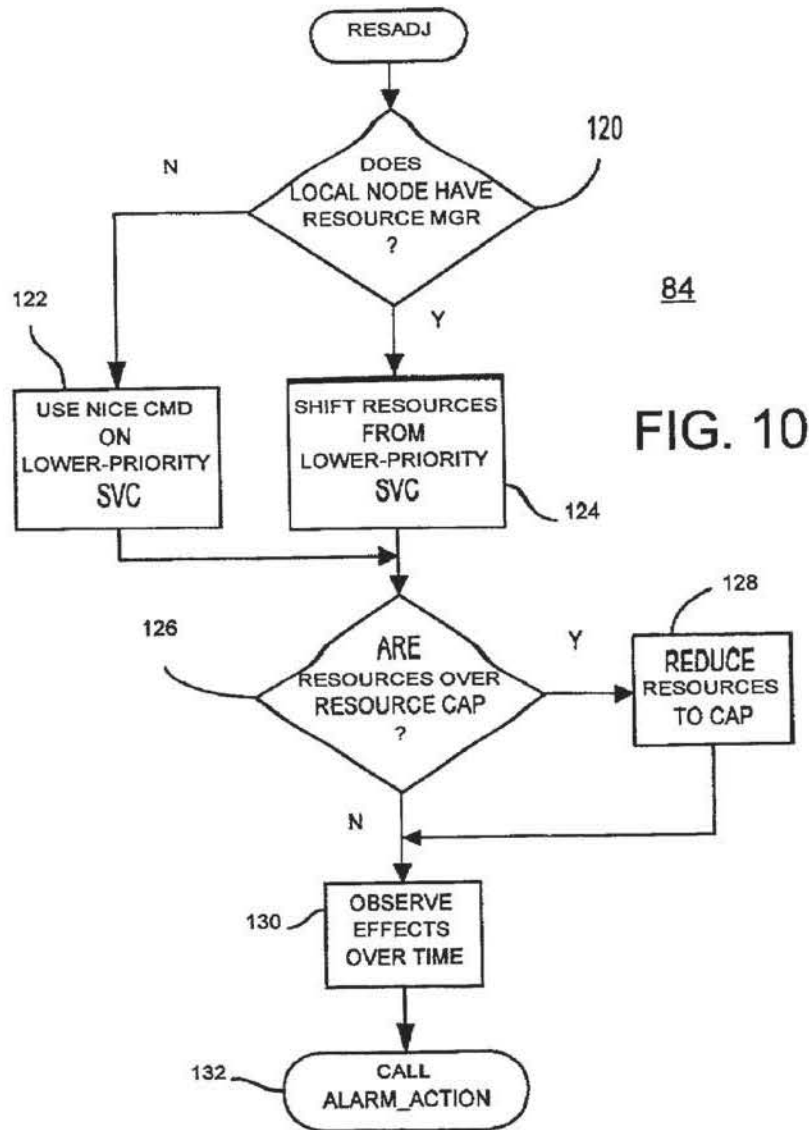 RESADJ
120
N
DOES
LOCAL NODE HAVE
RESOURCE MGR
?
84
122
Y
USE NICE CMD
ON
LOWER-PRIORITY
SVC
SHIFT RESOURCES
FROM
LOWER-PRIORITY
SVC
FIG. 10
124
128
126
ARE
RESOURCES OVER
RESOURCE CAP
?
Y
REDUCE
RESOURCES
TO CAP
N
130
OBSERVE
EFFECTS
OVER TIME
132
CALL
ALARM_ACTION